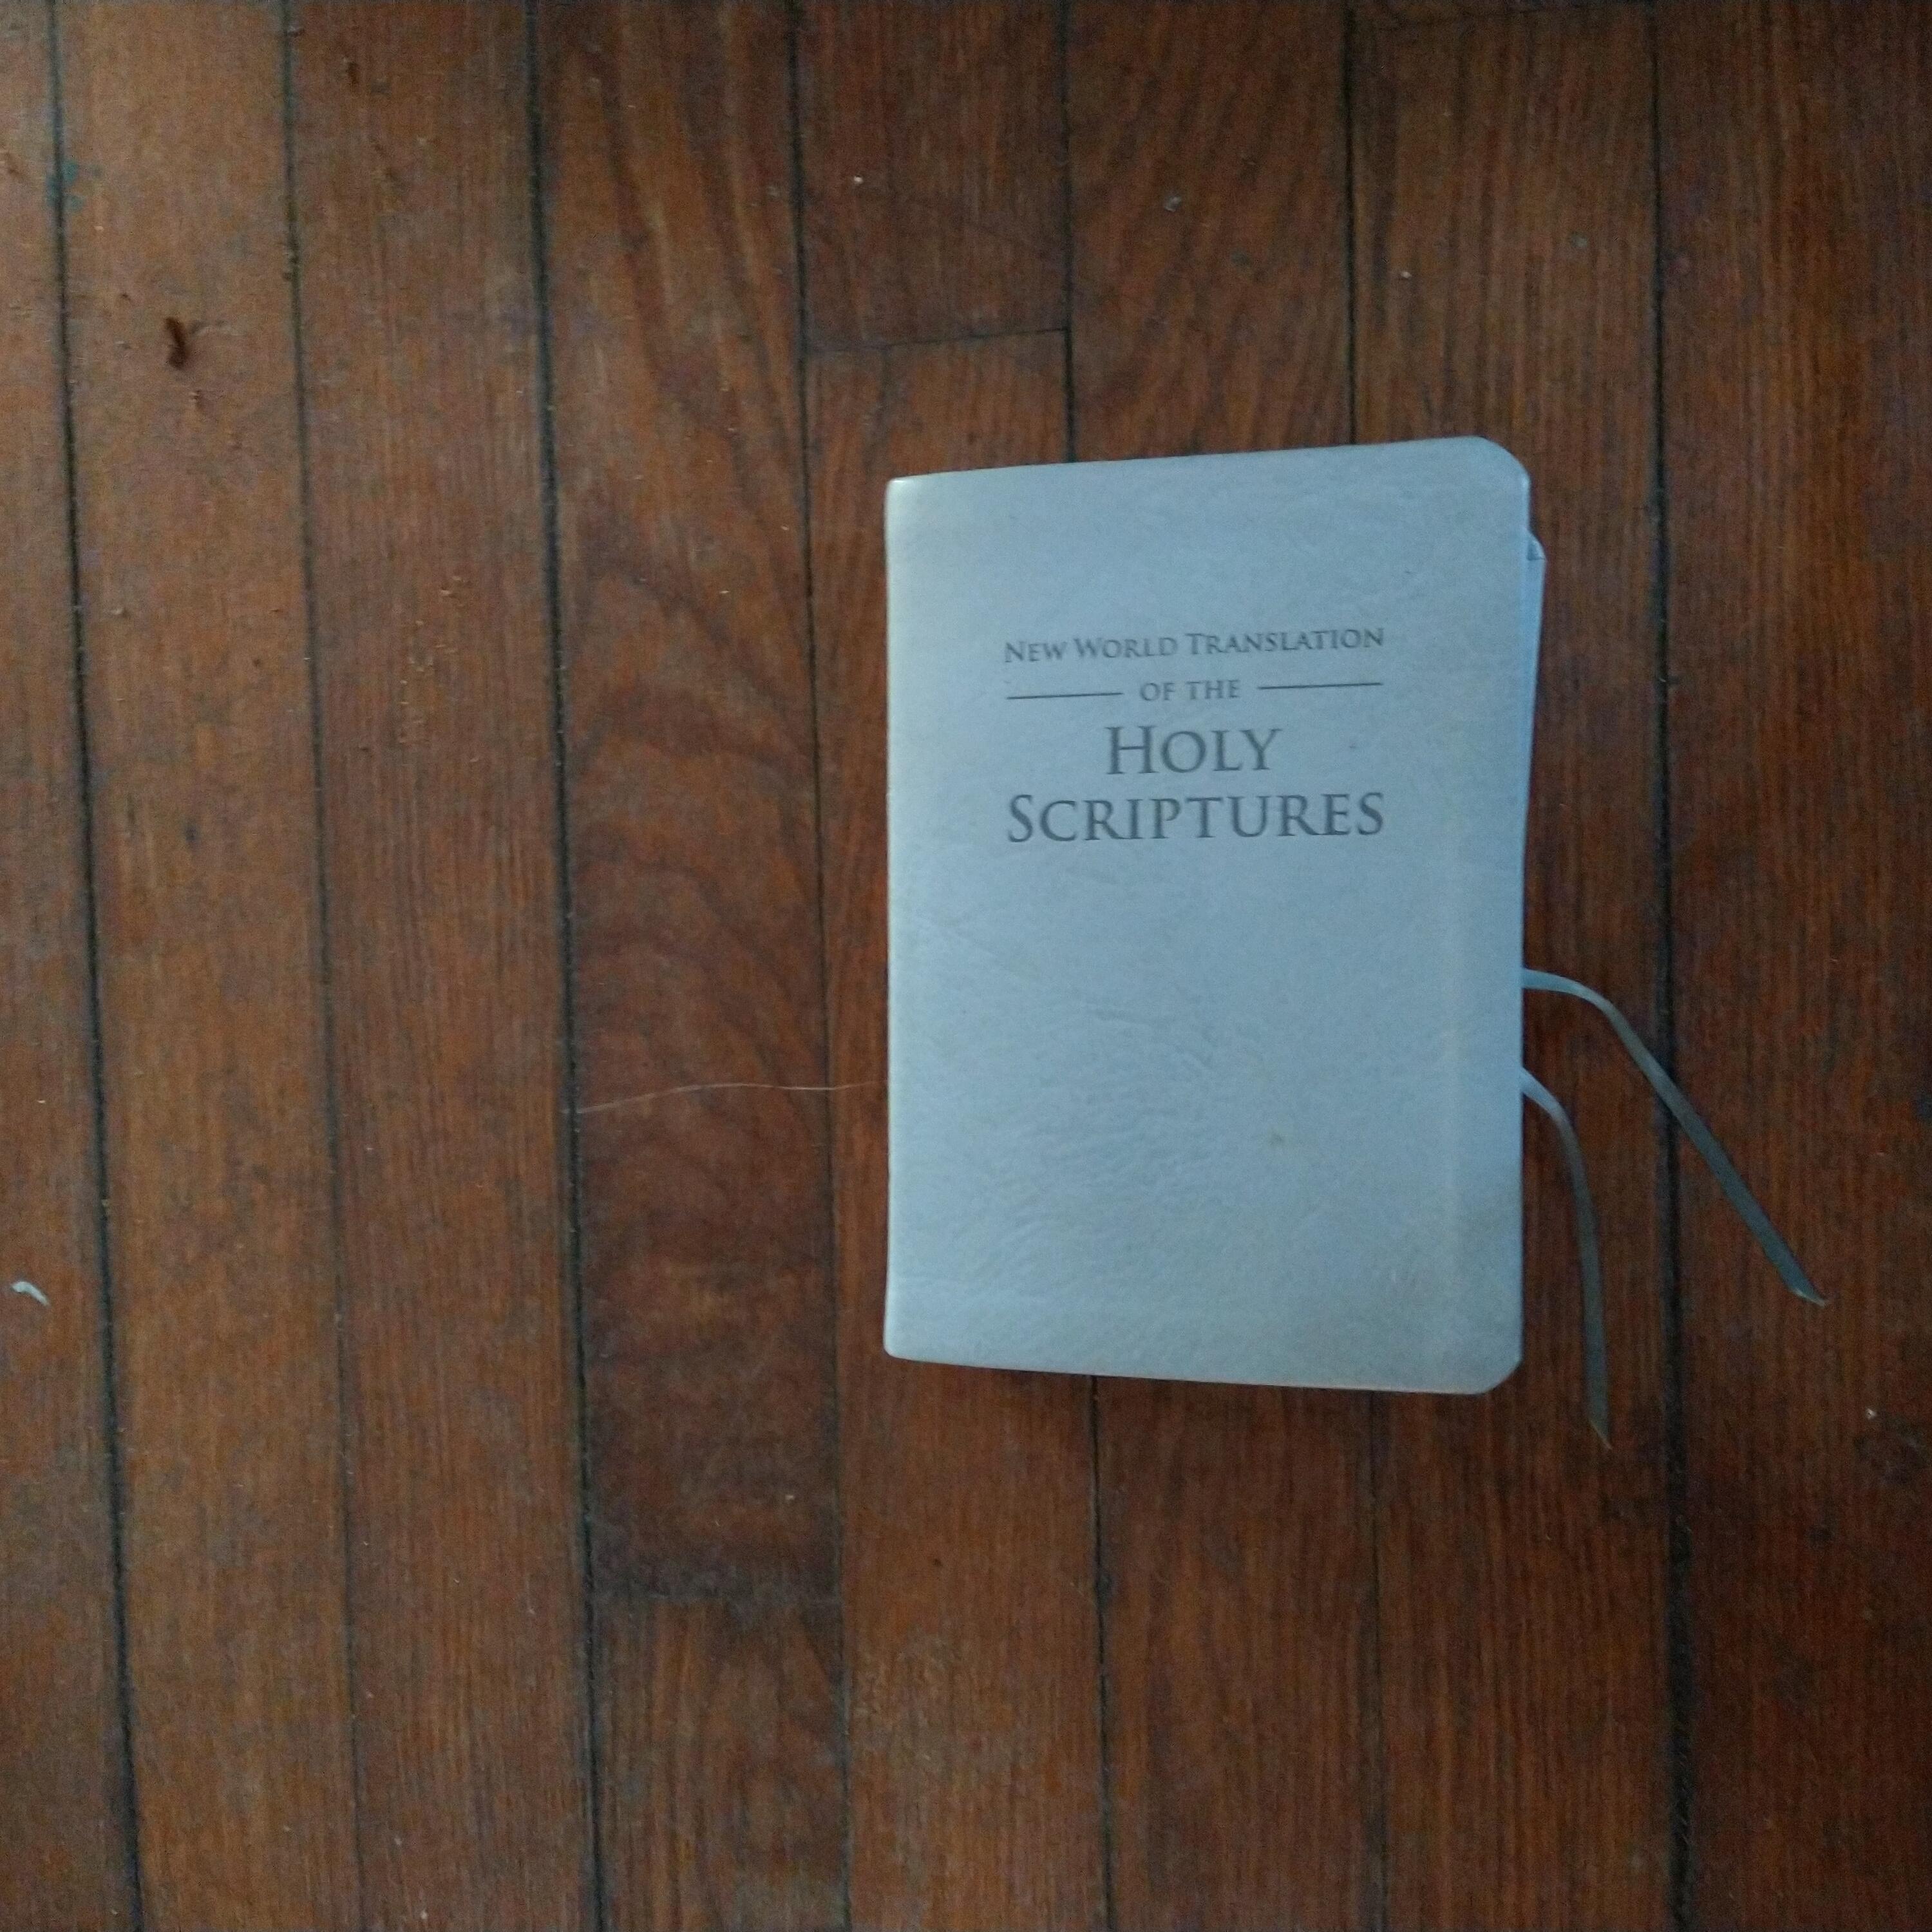 New World Translation
of the
Holy
Scriptures